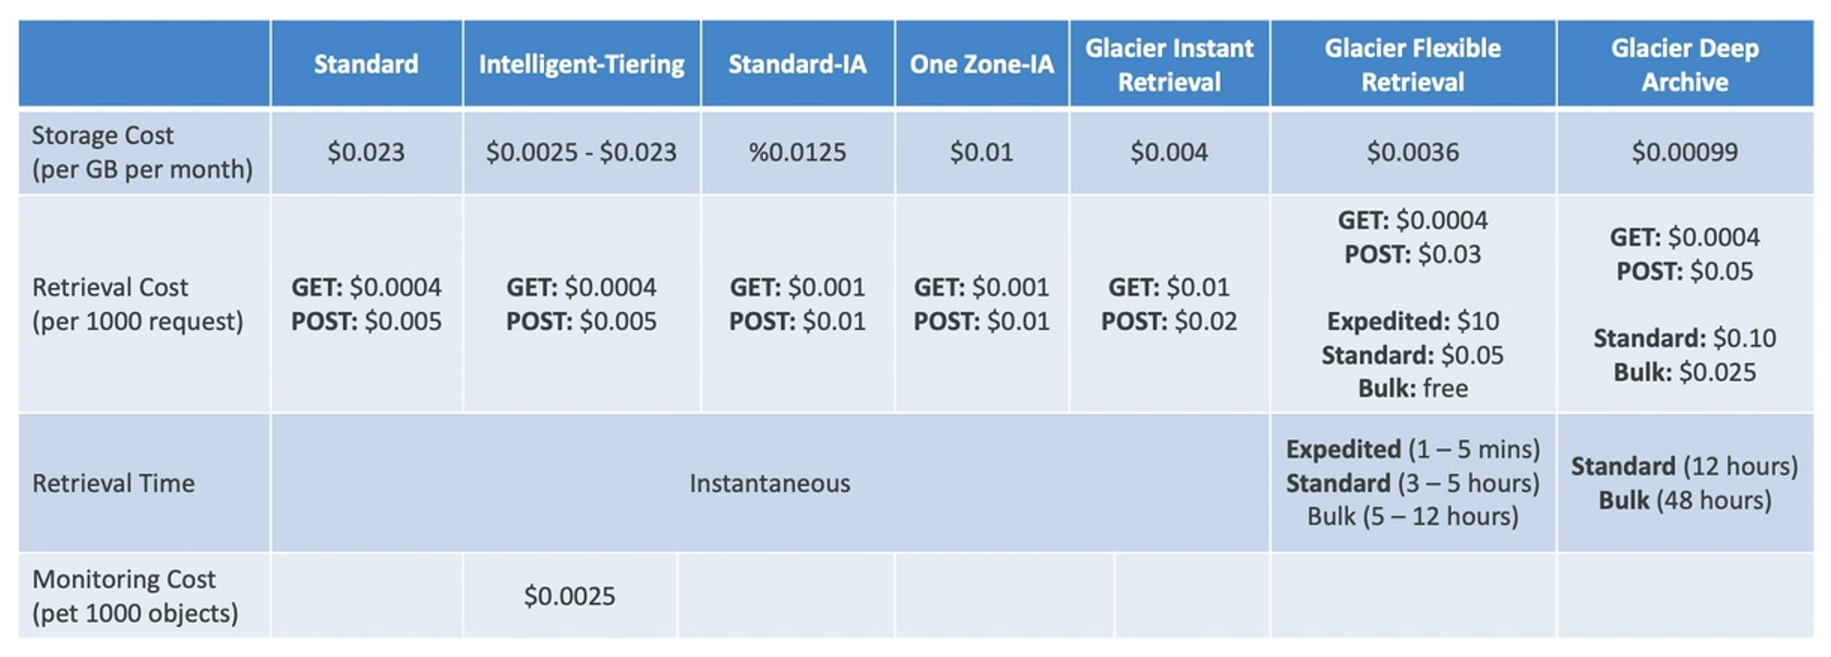 Standard
Intelligent-Tiering
Standard-IA
One Zone-IA
Glacier Instant
Retrieval
Glacier Flexible
Retrieval
Glacier Deep
Archive
Storage Cost
(per GB per month)
$0.023
$0.0025 - $0.023
%0.0125
$0.01
$0.004
$0.0036
$0.00099
Retrieval Cost
(per 1000 request)
GET: $0.0004
POST: $0.005
GET: $0.0004
POST: $0.005
GET: $0.001
POST: $0.01
GET: $0.001
POST: $0.01
GET: $0.01
POST: $0.02
GET: $0.0004
POST: $0.03
Expedited: $10
Standard: $0.05
Bulk: free
GET: $0.0004
POST: $0.05
Standard: $0.10
Bulk: $0.025
Retrieval Time
Instantaneous
Expedited (1 – 5 mins)
Standard (3 – 5 hours)
Bulk (5 – 12 hours)
Standard (12 hours)
Bulk (48 hours)
Monitoring Cost
(pet 1000 objects)
$0.0025